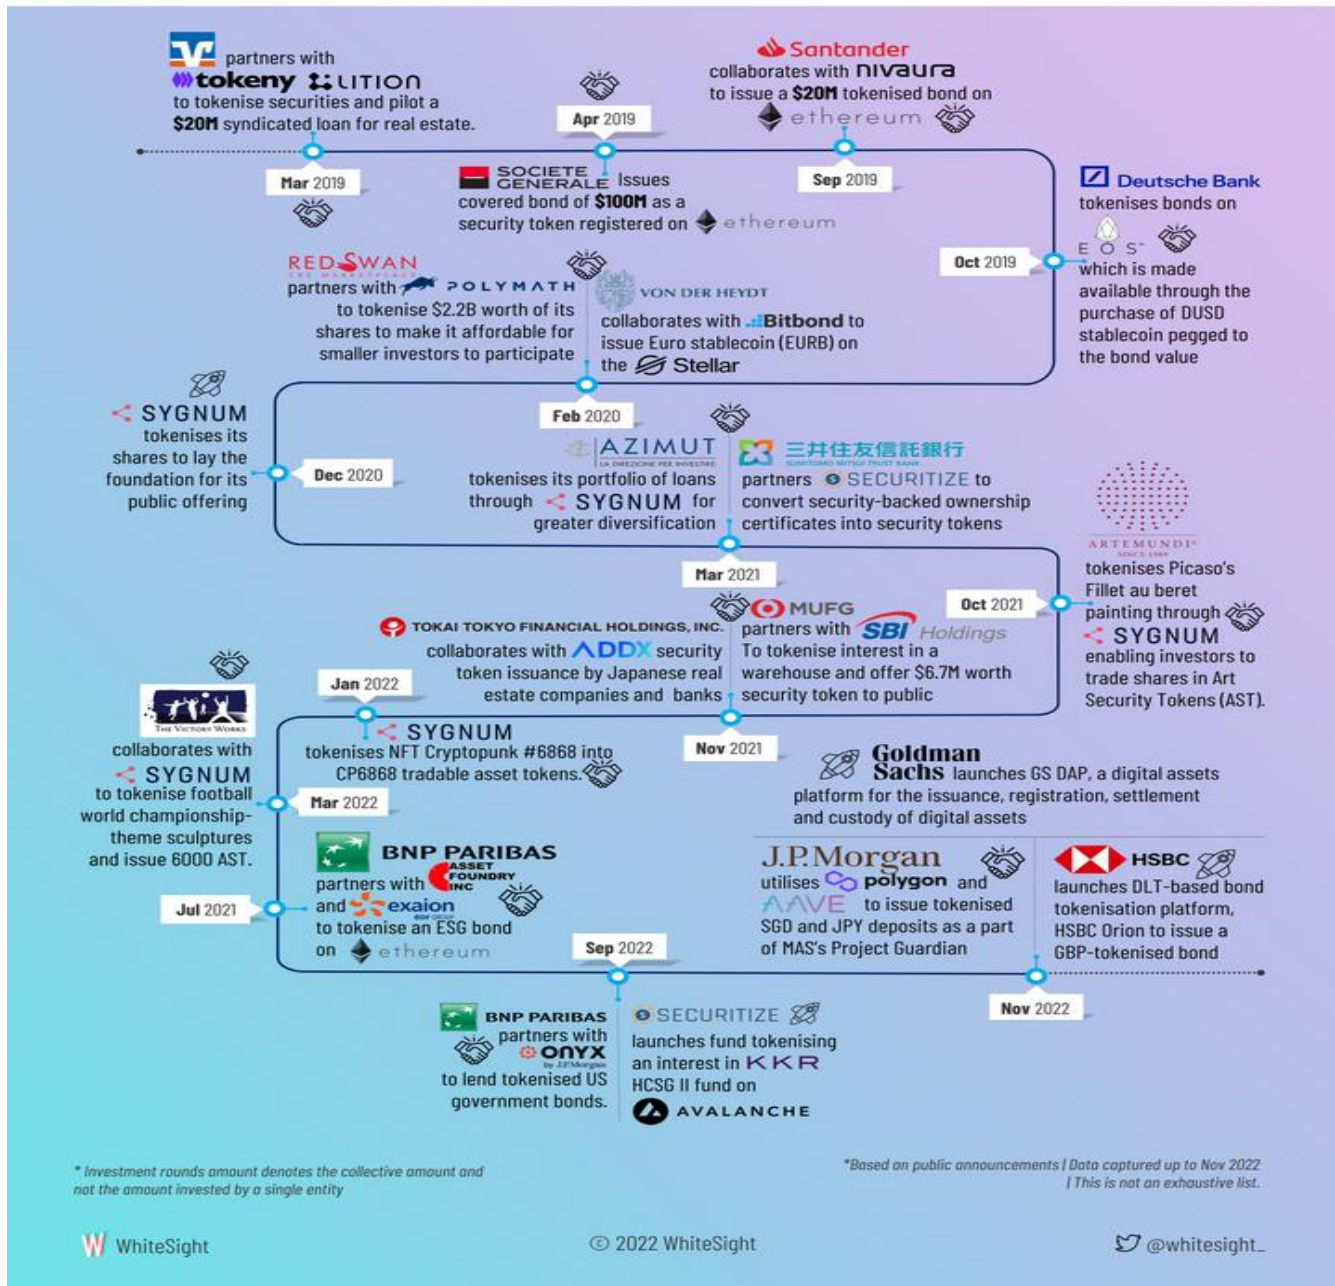 partners with
tokeny LITION
to tokenise securities and pilot a
$20M syndicated loan for real estate.
Mar 2019
Apr 2019
SOCIETE
GENERALE Issues
covered bond of $100M as a
security token registered on ethereum
Santander
collaborates with nivaura
to issue a $20M tokenised bond on
ethereum
Sep 2019
Deutsche Bank
tokenises bonds on
EOS
which is made
available through the
purchase of DUSD
stablecoin pegged to
the bond value
Oct 2019
REDSWAN
CRE MARKETPLACE
partners with POLYMATH
to tokenise $2.2B worth of its
shares to make it affordable for
smaller investors to participate
VON DER HEYDT
collaborates with Bitbond to
issue Euro stablecoin (EURB) on
the Stellar
Feb 2020
SYGNUM
tokenises its
shares to lay the
foundation for its
public offering
Dec 2020
AZIMUT
LA DIREZIONE PER INVESTIRE
tokenises its portfolio of loans
through SYGNUM for
greater diversification
三井住友信託銀行
SUMITOMO MITSUI TRUST BANK
partners SECURITIZE to
convert security-backed ownership
certificates into security tokens
Mar 2021
ARTEMUNDI
SINCE 1989
tokenises Picaso's
Fillet au beret
painting through
SYGNUM
enabling investors to
trade shares in Art
Security Tokens (AST).
Oct 2021
TOKAI TOKYO FINANCIAL HOLDINGS, INC.
collaborates with ADDX security
token issuance by Japanese real
estate companies and banks
MUFG
partners with SBI Holdings
To tokenise interest in a
warehouse and offer $6.7M worth
security token to public
Nov 2021
Jan 2022
SYGNUM
tokenises NFT Cryptopunk #6868 into
CP6868 tradable asset tokens.
THE VICTORY WORKS
collaborates with
SYGNUM
to tokenise football
world championship-
theme sculptures
and issue 6000 AST.
Mar 2022
BNP PARIBAS
partners with ASSET
FOUNDRY
INC
and exaion
EDF GROUP
to tokenise an ESG bond
on ethereum
Jul 2021
Goldman
Sachs launches GS DAP, a digital assets
platform for the issuance, registration, settlement
and custody of digital assets
J.P.Morgan
utilises polygon and
AAVE to issue tokenised
SGD and JPY deposits as a part
of MAS's Project Guardian
HSBC
launches DLT-based bond
tokenisation platform,
HSBC Orion to issue a
GBP-tokenised bond
Sep 2022
Nov 2022
BNP PARIBAS
partners with
ONYX
by J.P.Morgan
to lend tokenised US
government bonds.
SECURITIZE
launches fund tokenising
an interest in KKR
HCSG II fund on
AVALANCHE
* Investment rounds amount denotes the collective amount and
not the amount invested by a single entity
*Based on public announcements | Data captured up to Nov 2022
| This is not an exhaustive list.
W WhiteSight
© 2022 WhiteSight
@whitesight_